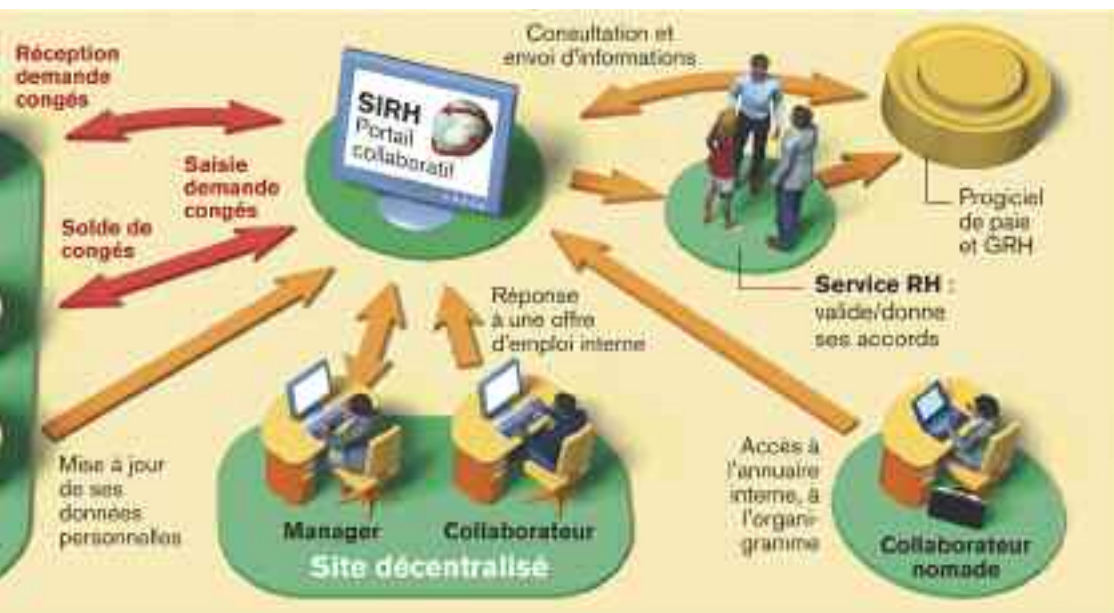 Réception
demande
congés
Saisie
demande
congés
Solde de
congés
SIRH
Portail
collaboratif
Consultation et
envoi d'informations
Progiciel
de paie
et GRH
Service RH :
valide/donne
ses accords
Réponse
à une offre
d'emploi interne
Mise à jour
de ses
données
personnelles
Manager
Collaborateur
Site décentralisé
Accès à
l'annuaire
interne, à
l'organi-
gramme
Collaborateur
nomade